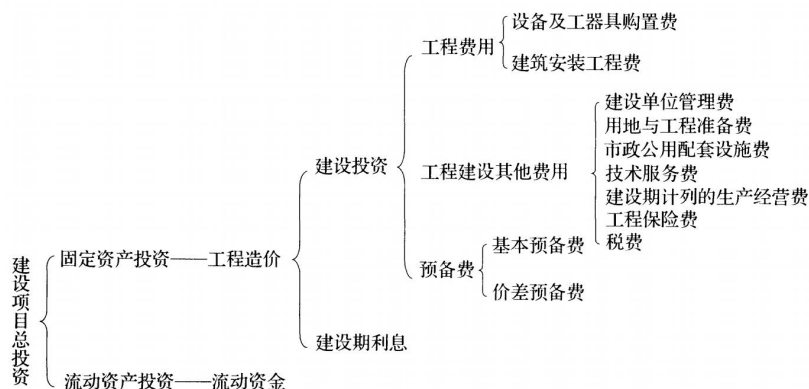 建设项目总投资
固定资产投资——工程造价
流动资产投资——流动资金
建设投资
建设期利息
工程费用
工程建设其他费用
预备费
设备及工器具购置费
建筑安装工程费
建设单位管理费
用地与工程准备费
市政公用配套设施费
技术服务费
建设期计列的生产经营费
工程保险费
税费
基本预备费
价差预备费